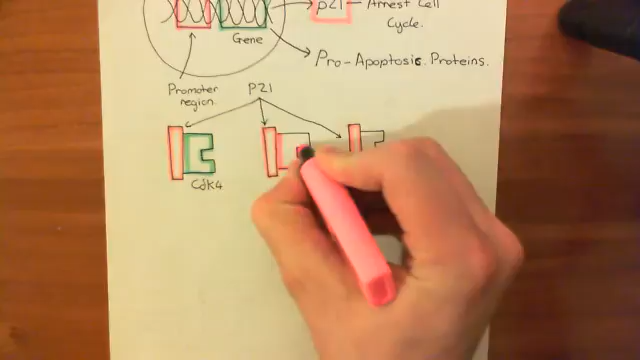 p21 — Arrest Cell
Cycle.
Gene
Pro-Apoptosis. Proteins.
Promoter
region.
P21
Cdk4